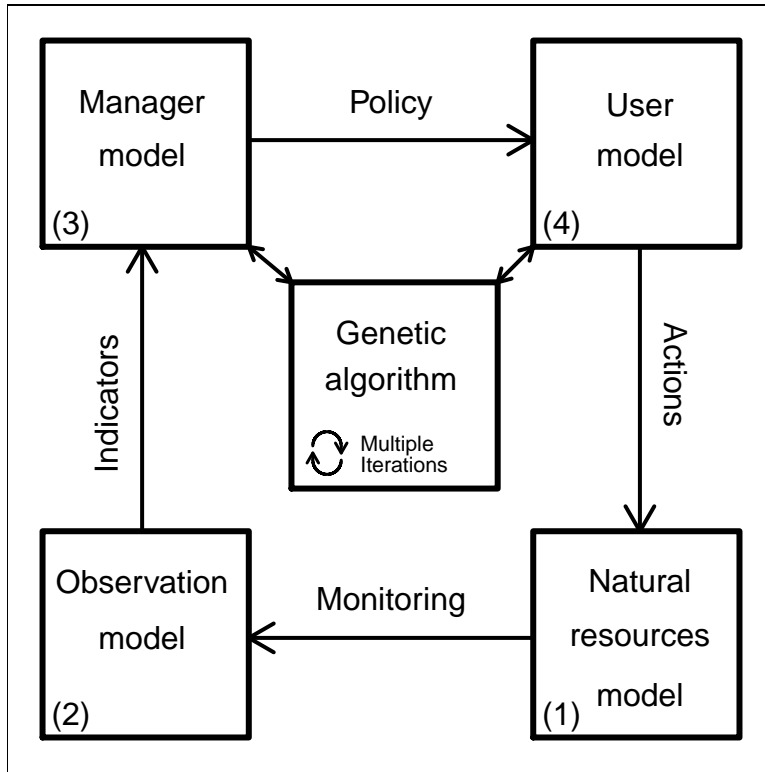 Manager
model
(3)
Policy
User
model
(4)
Genetic
algorithm
Multiple
Iterations
Indicators
Actions
Observation
model
(2)
Monitoring
Natural
resources
model
(1)